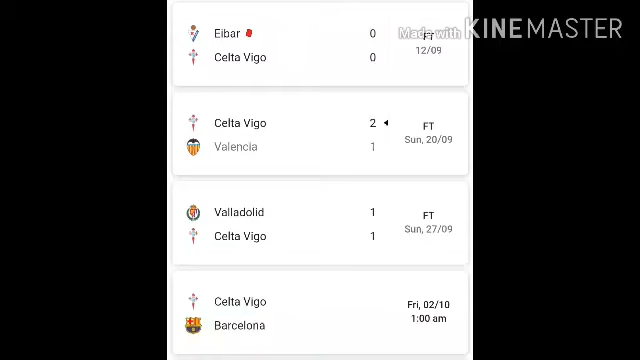 Made with KINEMASTER
Eibar 0
FT
12/09
Celta Vigo 0
Celta Vigo 2
Valencia 1
FT
Sun, 20/09
Valladolid 1
Celta Vigo 1
FT
Sun, 27/09
Celta Vigo
Barcelona
Fri, 02/10
1:00 am